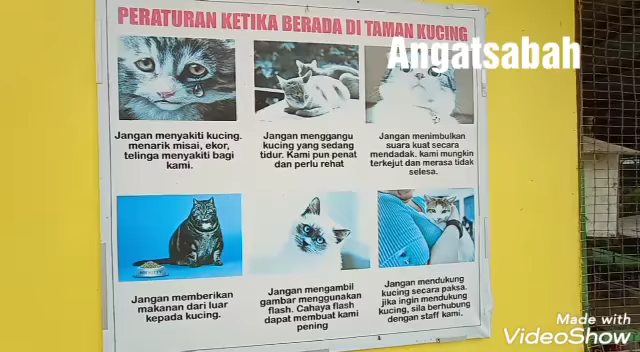 PERATURAN KETIKA BERADA DI TAMAN KUCING
Angatsabah
Jangan menyakiti kucing.
menarik misai, ekor,
telinga menyakiti bagi
kami.
Jangan menggangu
kucing yang sedang
tidur. Kami pun penat
dan perlu rehat
Jangan menimbulkan
suara kuat secara
mendadak. kami mungkin
terkejut dan merasa tidak
selesa.
Jangan memberikan
makanan dari luar
kepada kucing.
Jangan mengambil
gambar menggunakan
flash. Cahaya flash
dapat membuat kami
pening
Jangan mendukung
kucing secara paksa.
jika ingin mendukung
kucing, sila berhubung
dengan staff kami.
Made with
VideoShow